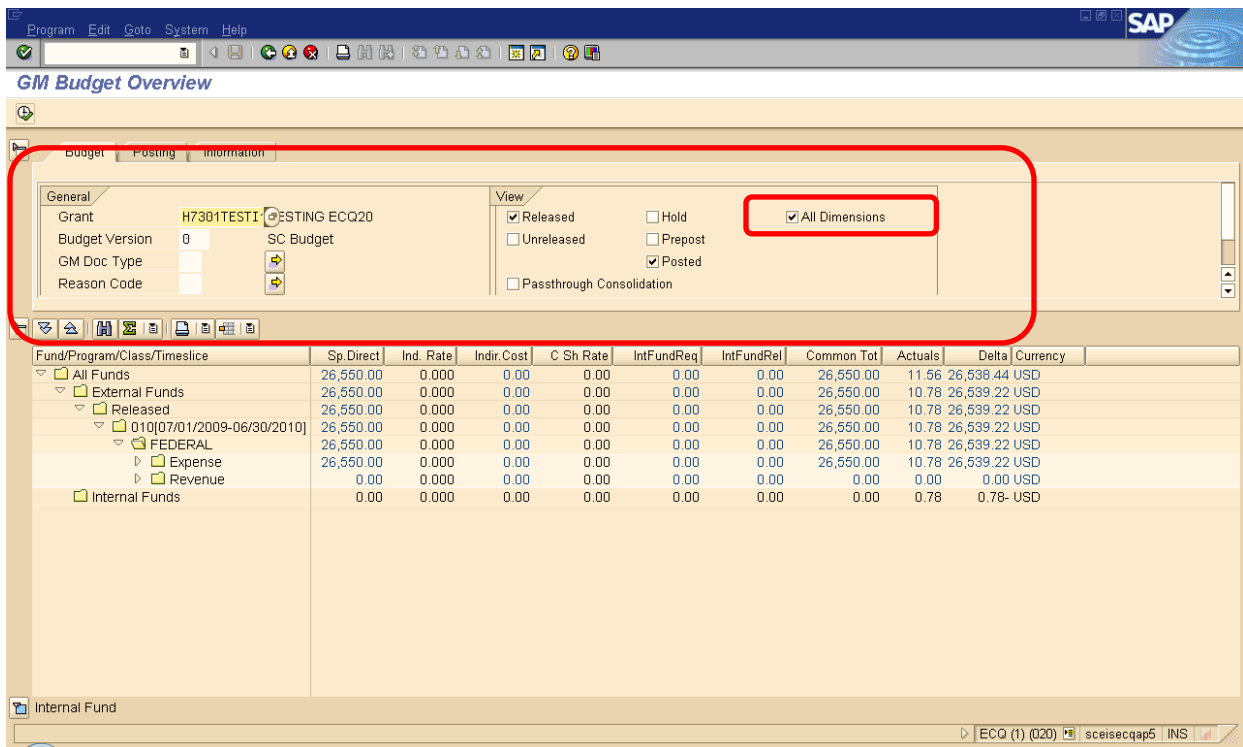 Program Edit Goto System Help
SAP
GM Budget Overview
Budget Posting Information
General View
Grant H7301TESTI ESTING ECQ20 Released Hold All Dimensions
Budget Version 0 SC Budget Unreleased Prepost
GM Doc Type Posted
Reason Code Passthrough Consolidation
Fund/Program/Class/Timeslice Sp.Direct Ind. Rate Indir.Cost C Sh Rate IntFundReq IntFundRel Common Tot Actuals Delta Currency
All Funds 26,550.00 0.000 0.00 0.00 0.00 0.00 26,550.00 11.56 26,538.44 USD
External Funds 26,550.00 0.000 0.00 0.00 0.00 0.00 26,550.00 10.78 26,539.22 USD
Released 26,550.00 0.000 0.00 0.00 0.00 0.00 26,550.00 10.78 26,539.22 USD
010[07/01/2009-06/30/2010] 26,550.00 0.000 0.00 0.00 0.00 0.00 26,550.00 10.78 26,539.22 USD
FEDERAL 26,550.00 0.000 0.00 0.00 0.00 0.00 26,550.00 10.78 26,539.22 USD
Expense 26,550.00 0.000 0.00 0.00 0.00 0.00 26,550.00 10.78 26,539.22 USD
Revenue 0.00 0.000 0.00 0.00 0.00 0.00 0.00 0.00 0.00 USD
Internal Funds 0.00 0.000 0.00 0.00 0.00 0.00 0.00 0.78 0.78- USD
Internal Fund
ECQ (1) (020) sceisecqap5 INS